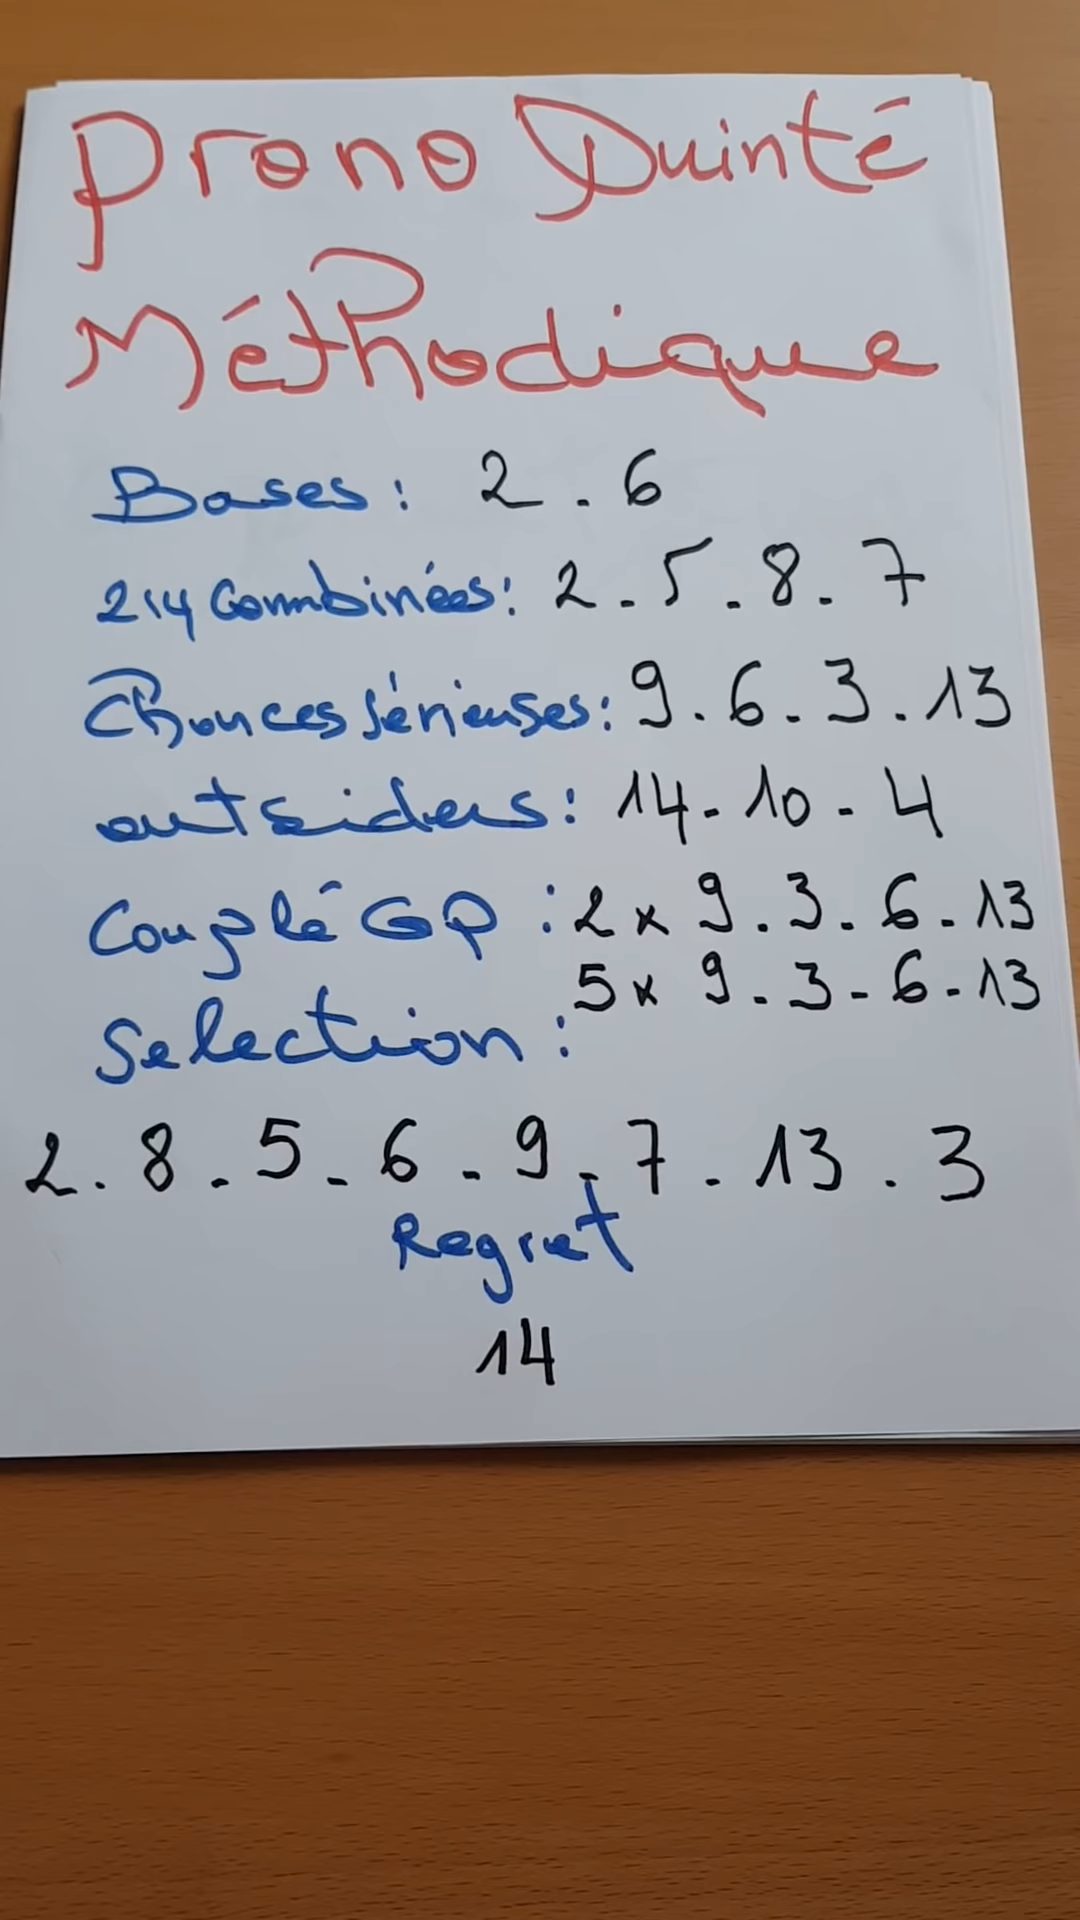 Prono Quinté
Méthodique
Bases : 2 . 6
2/4 Combinées : 2 . 5 . 8 . 7
Chances Sérieuses : 9 . 6 . 3 . 13
outsiders : 14 - 10 - 4
Couplé GP : 2 x 9 . 3 . 6 - 13
5 x 9 . 3 - 6 - 13
Selection :
2 . 8 . 5 - 6 - 9 . 7 - 13 . 3
Regret
14